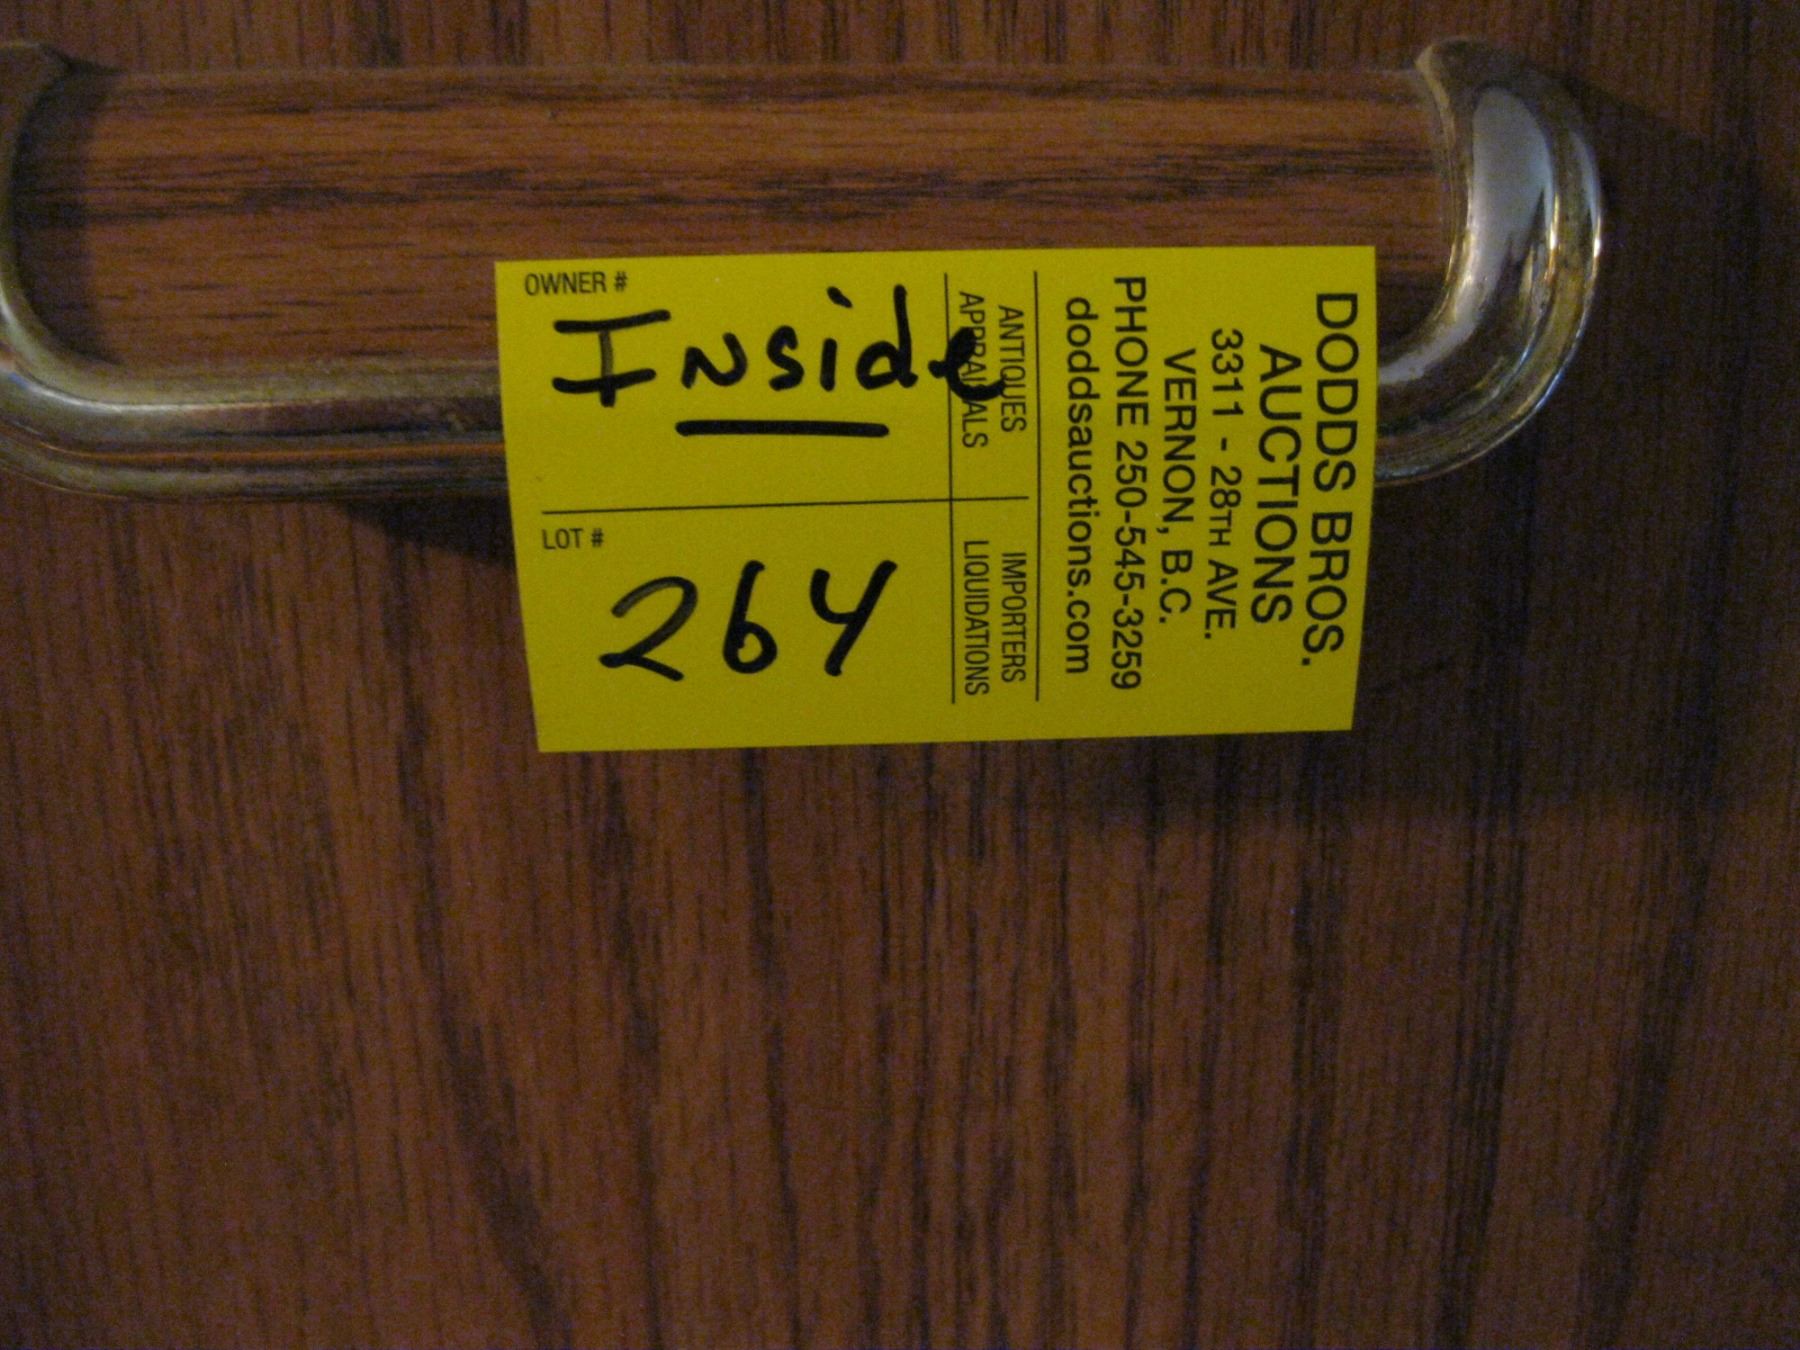 OWNER #
Inside
LOT #
264
ANTIQUES
APPRAISALS
IMPORTERS
LIQUIDATIONS
DODDS BROS.
AUCTIONS
3311 - 28TH AVE.
VERNON, B.C.
PHONE 250-545-3259
doddsauctions.com